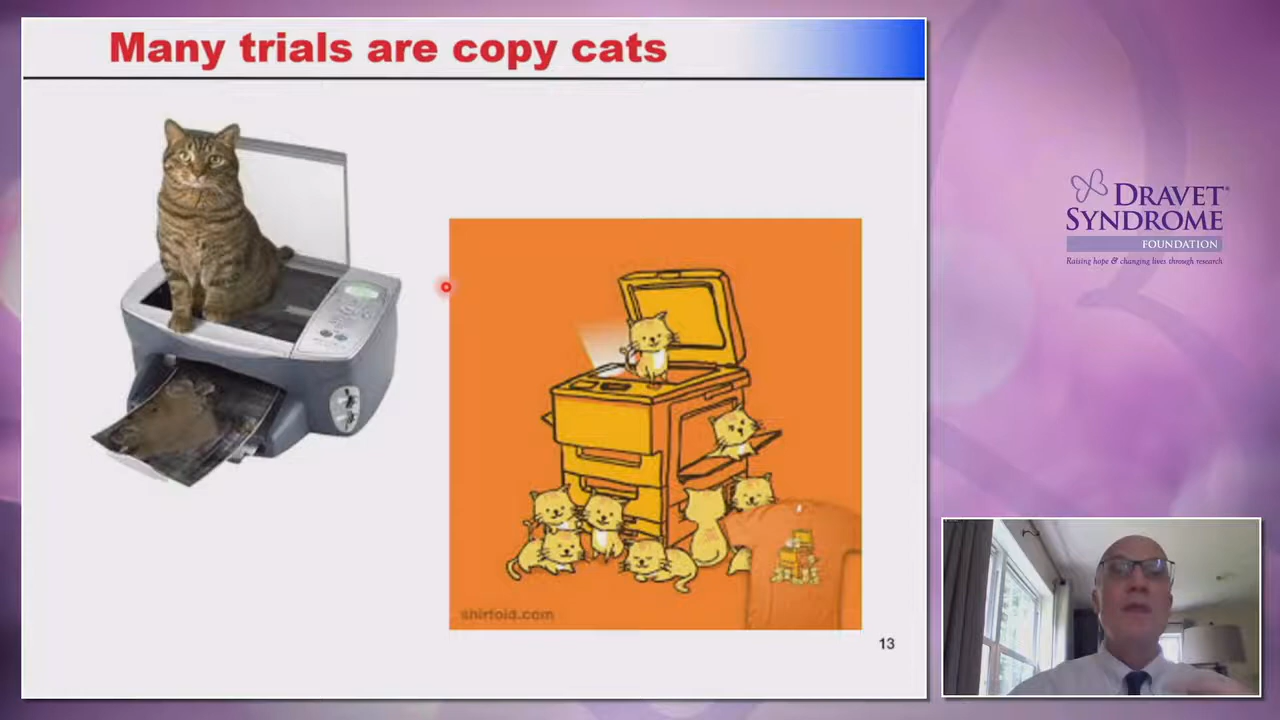 Many trials are copy cats
DRAVET®
SYNDROME
FOUNDATION
Raising hope & changing lives through research
shirtoid.com
13